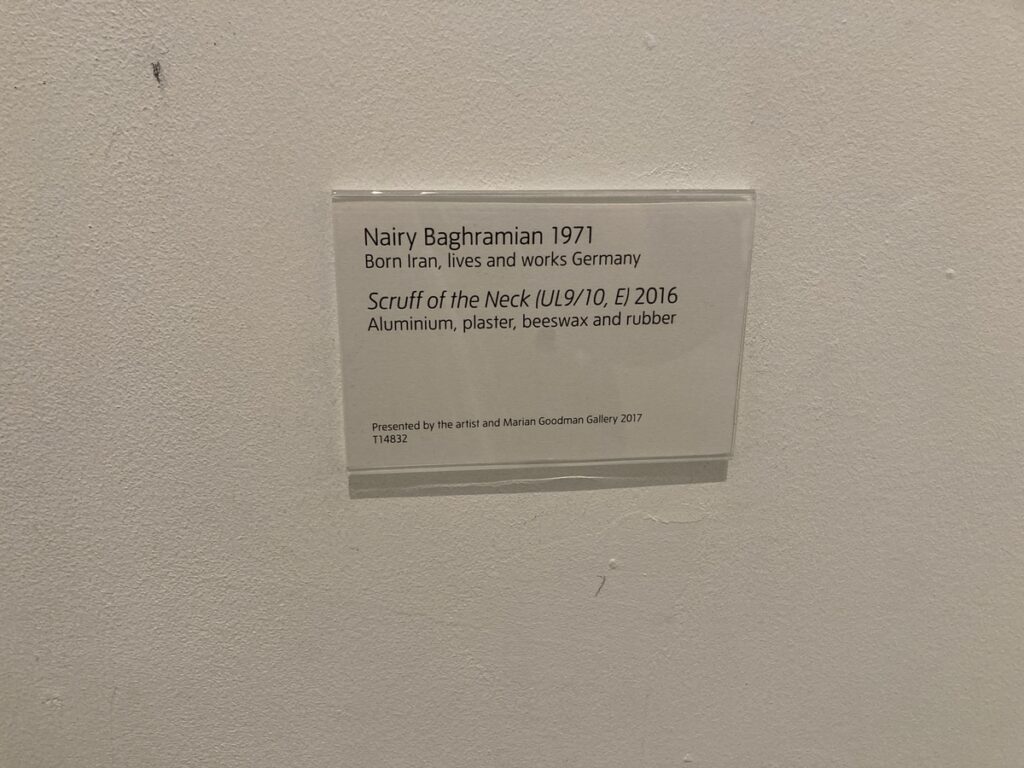 Nairy Baghramian 1971
Born Iran, lives and works Germany
Scruff of the Neck (UL9/10, E) 2016
Aluminium, plaster, beeswax and rubber
Presented by the artist and Marian Goodman Gallery 2017
T14832